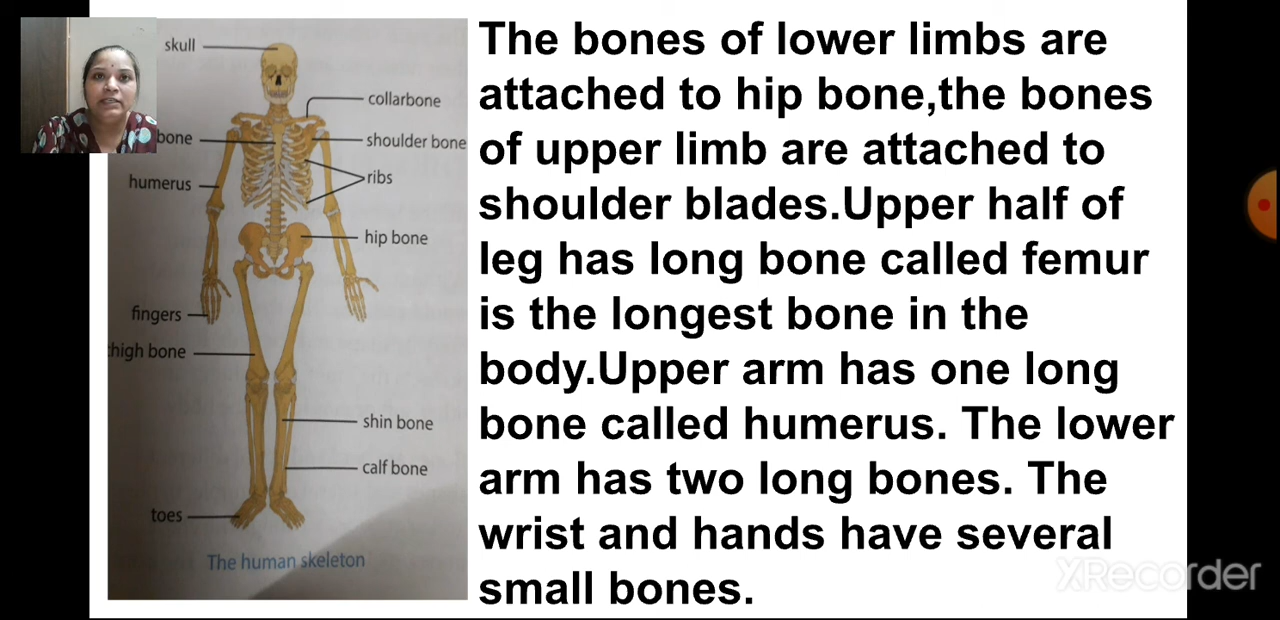 skull
collarbone
bone
shoulder bone
ribs
humerus
hip bone
fingers
thigh bone
shin bone
calf bone
toes
The human skeleton
The bones of lower limbs are
attached to hip bone,the bones
of upper limb are attached to
shoulder blades.Upper half of
leg has long bone called femur
is the longest bone in the
body.Upper arm has one long
bone called humerus. The lower
arm has two long bones. The
wrist and hands have several
small bones.
XRecorder